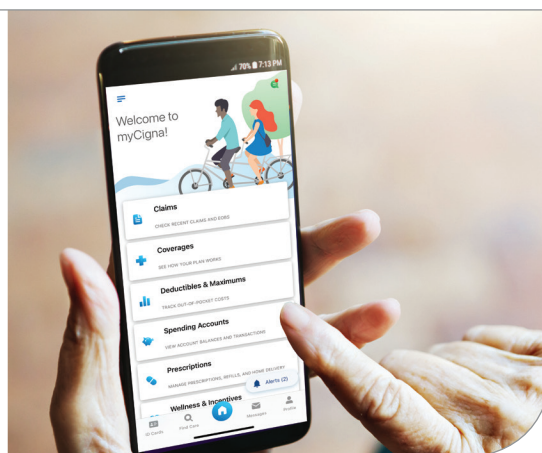 70% 7:13 PM
Welcome to
myCigna!
Claims
CHECK RECENT CLAIMS AND EOBS
Coverages
SEE HOW YOUR PLAN WORKS
Deductibles & Maximums
TRACK OUT-OF-POCKET COSTS
Spending Accounts
VIEW ACCOUNT BALANCES AND TRANSACTIONS
Prescriptions
MANAGE PRESCRIPTIONS, REFILLS, AND HOME DELIVERY
Alerts (2)
Wellness & Incentives
ID Cards
Find Care
Messages
Profile